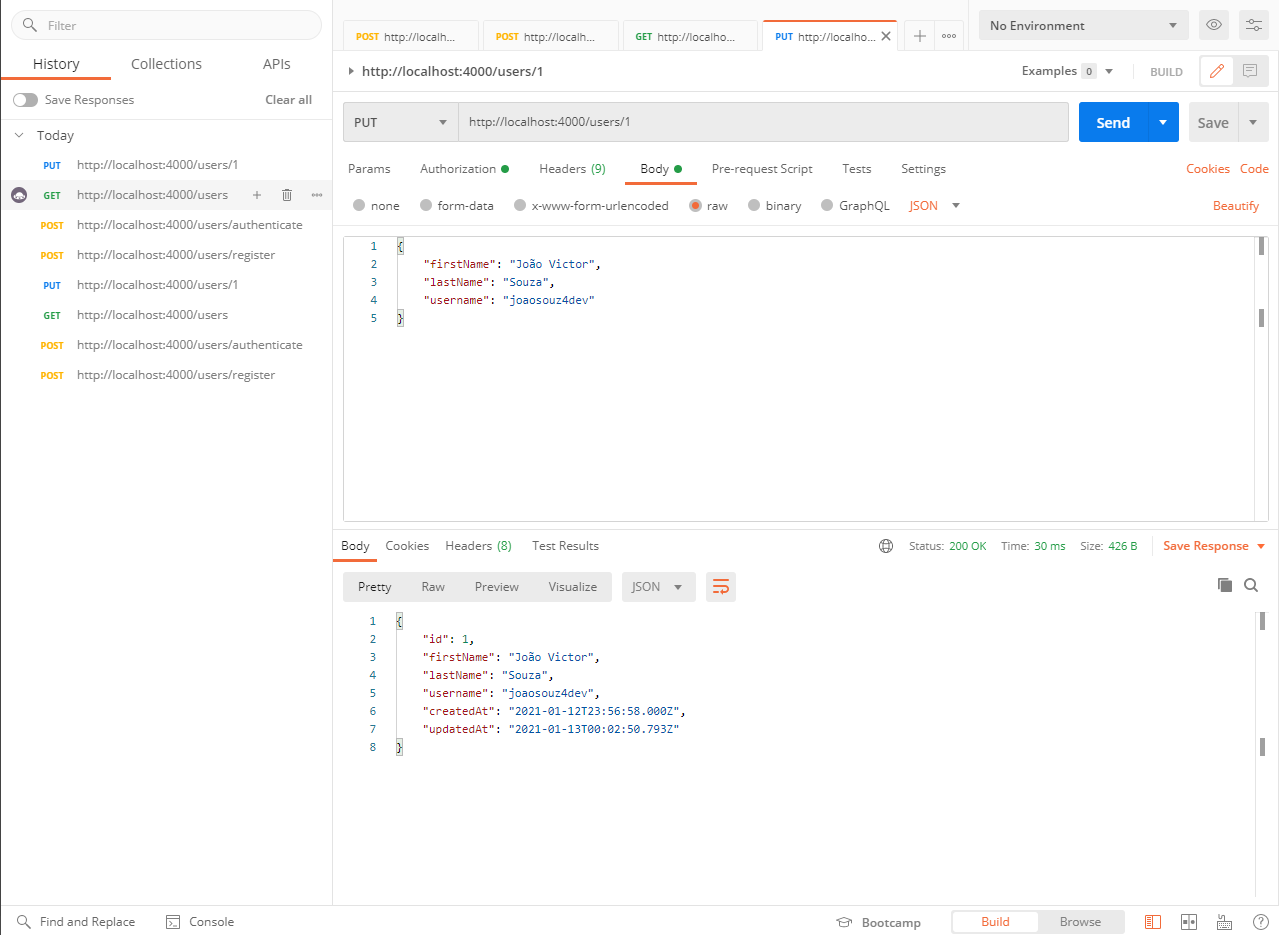 Filter
History Collections APIs
Save Responses Clear all
Today
PUT http://localhost:4000/users/1
GET http://localhost:4000/users
POST http://localhost:4000/users/authenticate
POST http://localhost:4000/users/register
PUT http://localhost:4000/users/1
GET http://localhost:4000/users
POST http://localhost:4000/users/authenticate
POST http://localhost:4000/users/register
POST http://localh... POST http://localh... GET http://localho... PUT http://localho... No Environment
http://localhost:4000/users/1 Examples 0 BUILD
PUT http://localhost:4000/users/1 Send Save
Params Authorization Headers (9) Body Pre-request Script Tests Settings Cookies Code
none form-data x-www-form-urlencoded raw binary GraphQL JSON Beautify
1 {
2 "firstName": "João Victor",
3 "lastName": "Souza",
4 "username": "joaosouz4dev"
5 }
Body Cookies Headers (8) Test Results Status: 200 OK Time: 30 ms Size: 426 B Save Response
Pretty Raw Preview Visualize JSON
1 {
2 "id": 1,
3 "firstName": "João Victor",
4 "lastName": "Souza",
5 "username": "joaosouz4dev",
6 "createdAt": "2021-01-12T23:56:58.000Z",
7 "updatedAt": "2021-01-13T00:02:50.793Z"
8 }
Find and Replace Console Bootcamp Build Browse